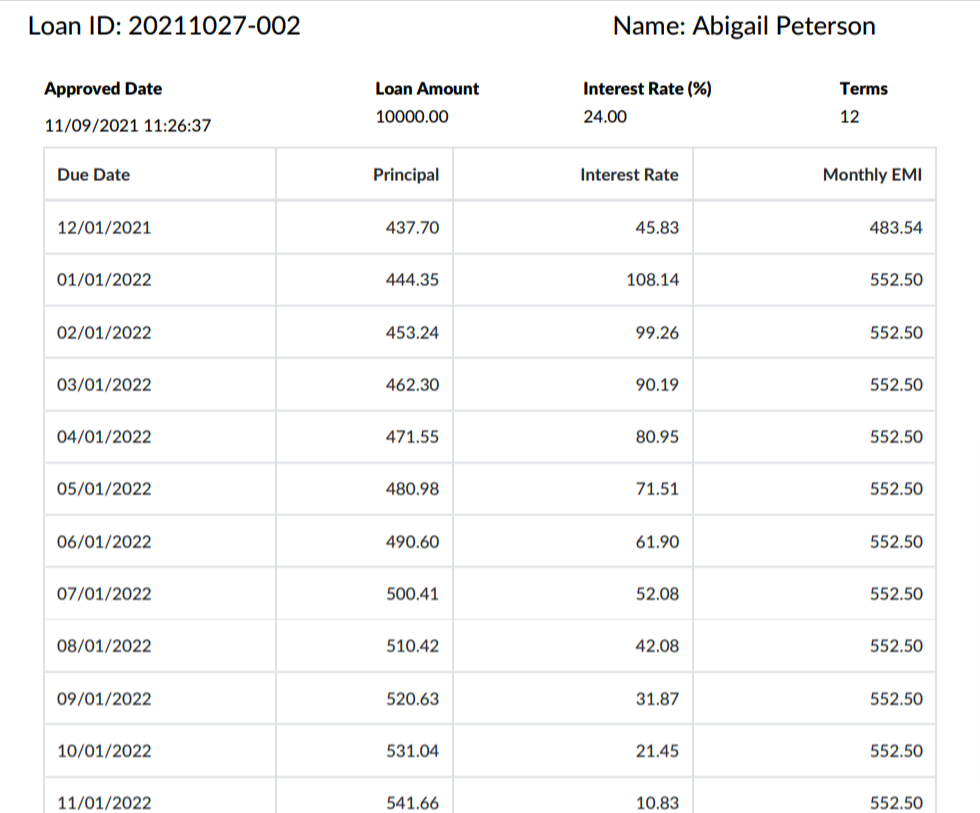 Loan ID: 20211027-002 Name: Abigail Peterson
Approved Date Loan Amount Interest Rate (%) Terms
11/09/2021 11:26:37 10000.00 24.00 12
Due Date Principal Interest Rate Monthly EMI
12/01/2021 437.70 45.83 483.54
01/01/2022 444.35 108.14 552.50
02/01/2022 453.24 99.26 552.50
03/01/2022 462.30 90.19 552.50
04/01/2022 471.55 80.95 552.50
05/01/2022 480.98 71.51 552.50
06/01/2022 490.60 61.90 552.50
07/01/2022 500.41 52.08 552.50
08/01/2022 510.42 42.08 552.50
09/01/2022 520.63 31.87 552.50
10/01/2022 531.04 21.45 552.50
11/01/2022 541.66 10.83 552.50